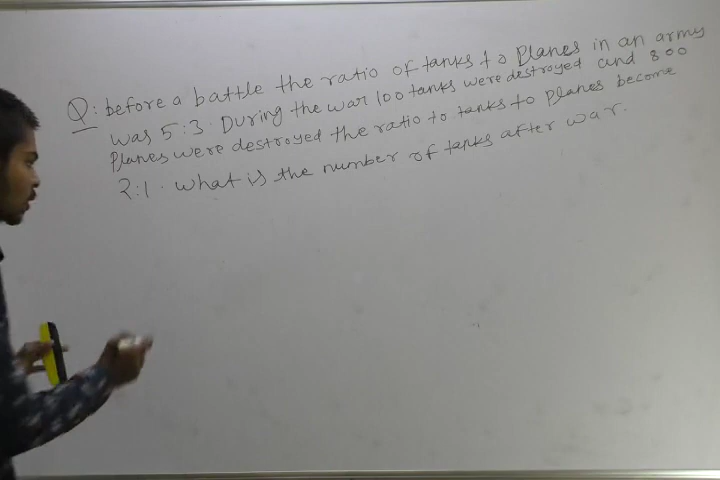 Q: before a battle the ratio of tanks to Planes in an army
was 5:3. During the war 100 tanks were destroyed and 800
Planes were destroyed the ratio to tanks to Planes become
2:1. what is the number of tanks after war.